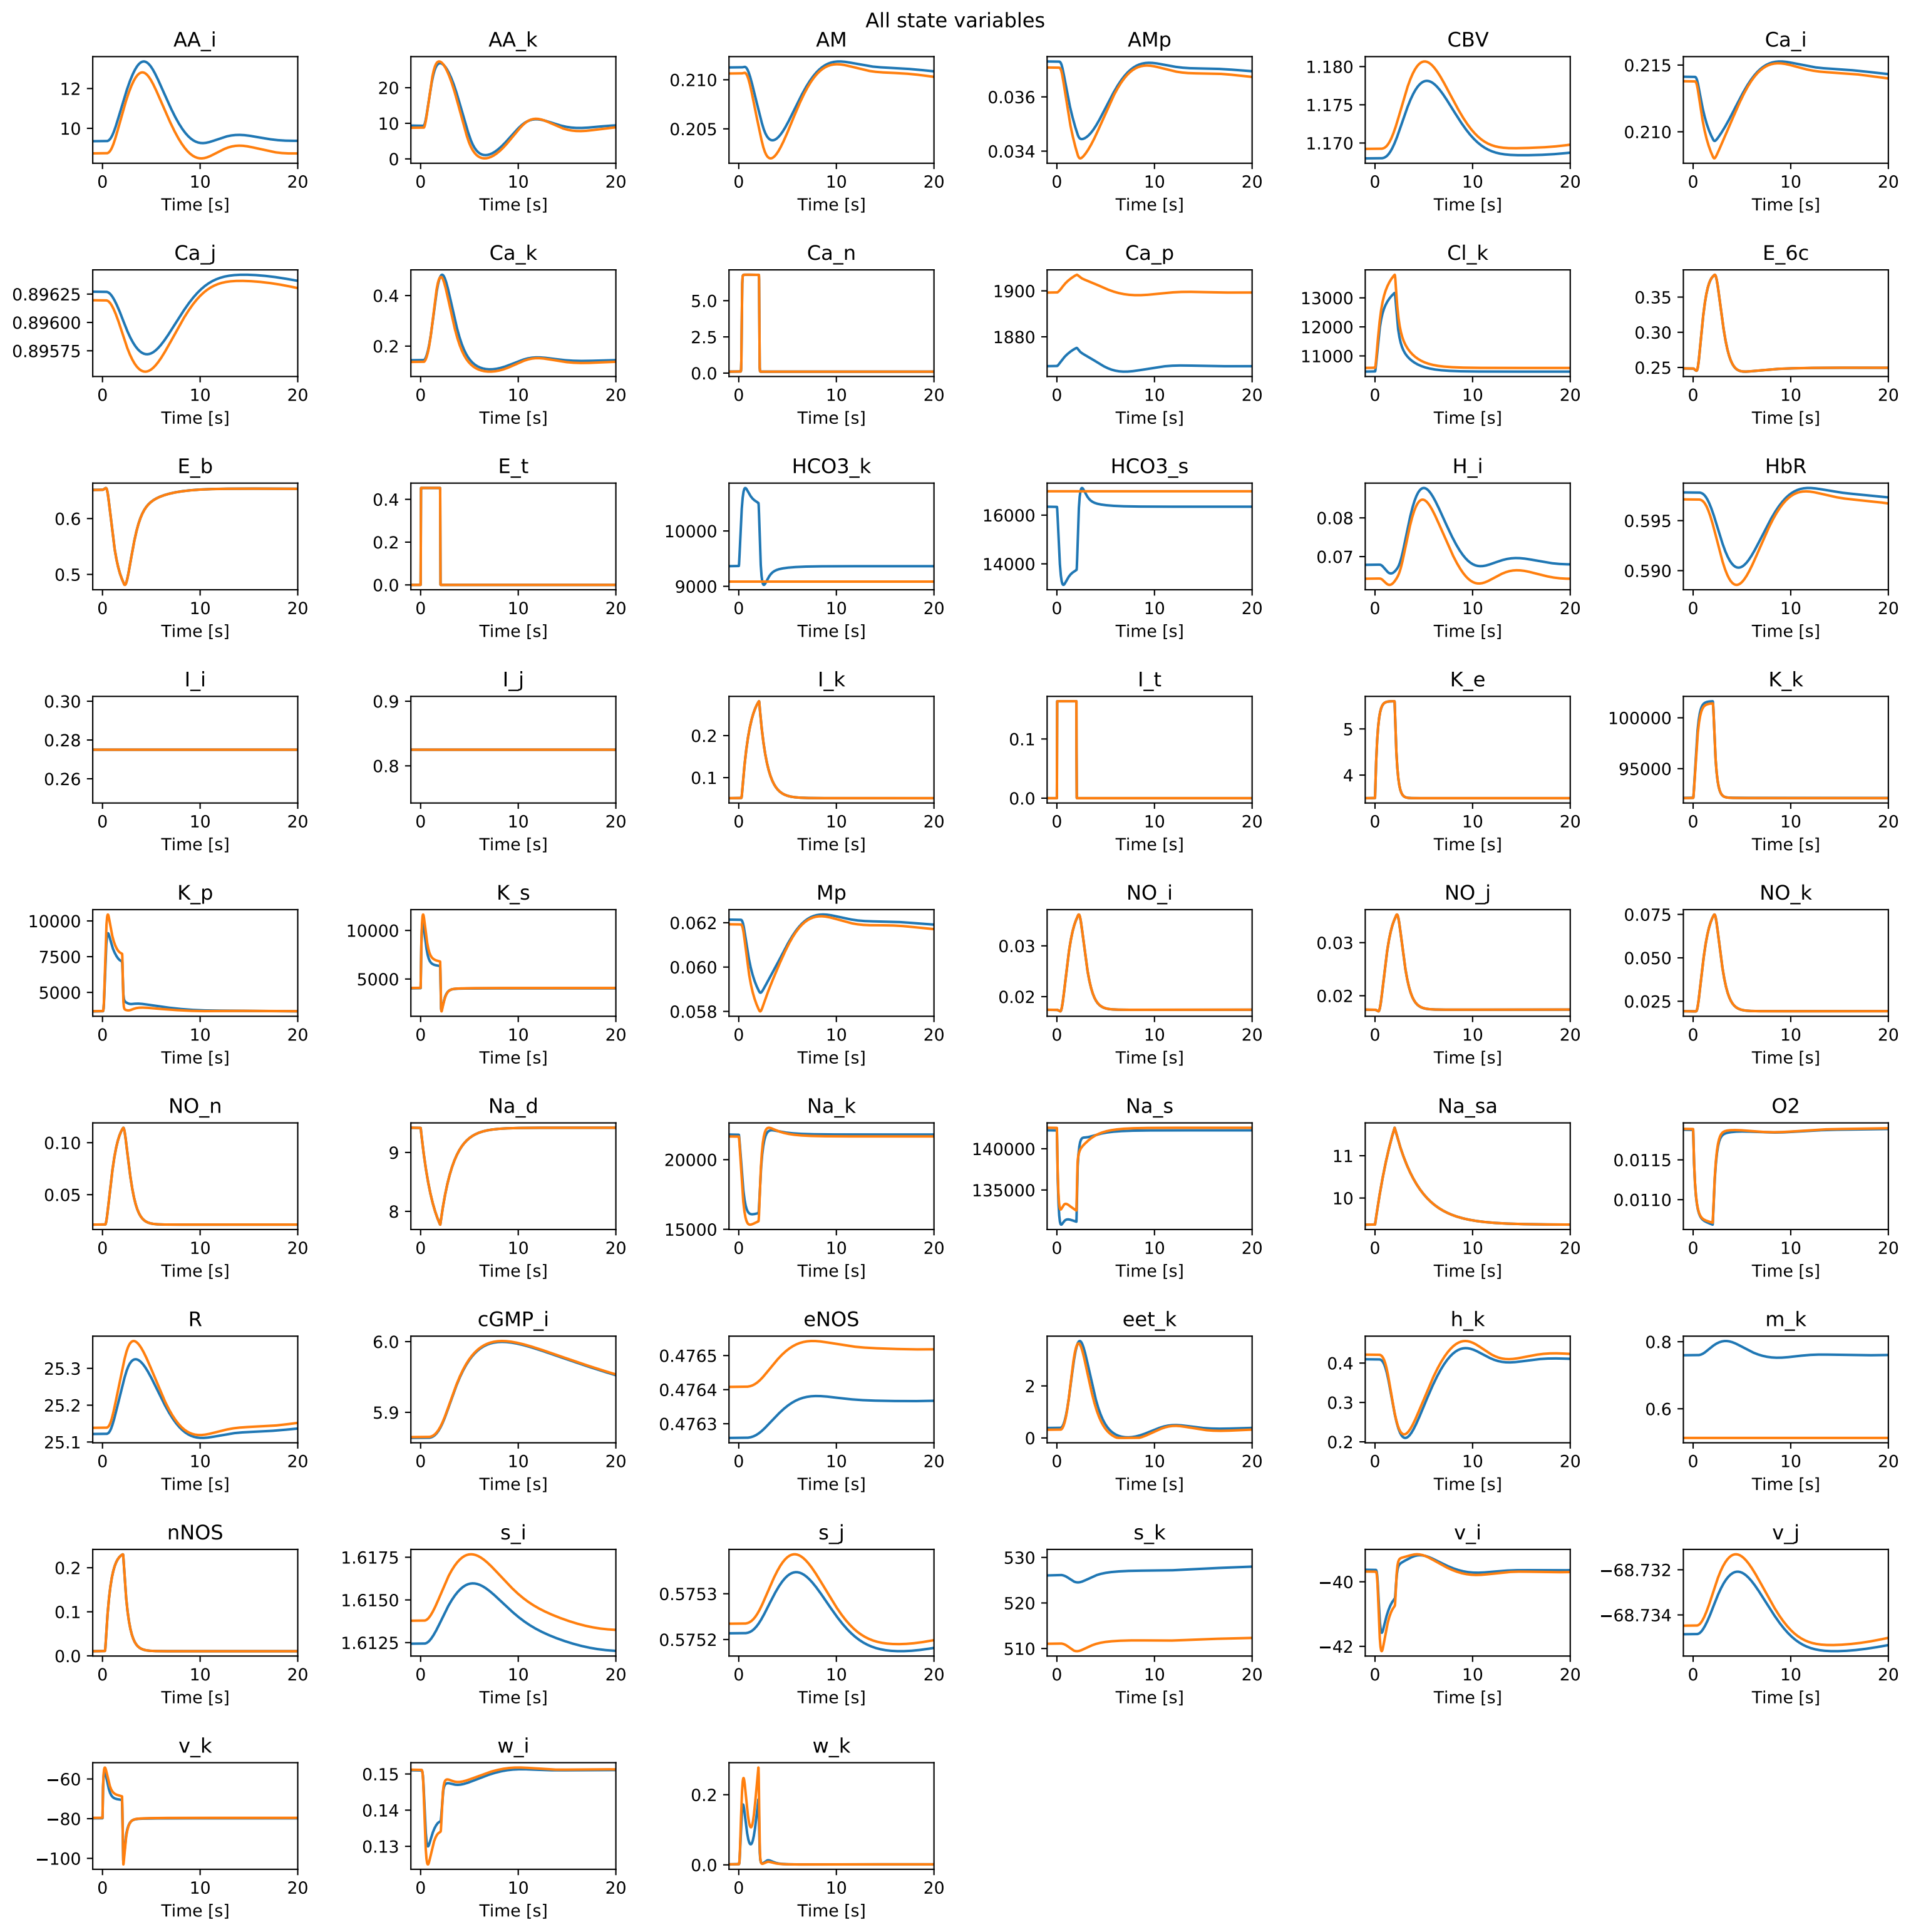 All state variables
AA_i AA_k AM AMp CBV Ca_i
12 10
20 10 0
0.210 0.205
0.036 0.034
1.180 1.175 1.170
0.215 0.210
0 10 20 0 10 20 0 10 20 0 10 20 0 10 20 0 10 20
Time [s] Time [s] Time [s] Time [s] Time [s] Time [s]
Ca_j Ca_k Ca_n Ca_p Cl_k E_6c
0.89625 0.89600 0.89575
0.4 0.2
5.0 2.5 0.0
1900 1880
13000 12000 11000
0.35 0.30 0.25
0 10 20 0 10 20 0 10 20 0 10 20 0 10 20 0 10 20
Time [s] Time [s] Time [s] Time [s] Time [s] Time [s]
E_b E_t HCO3_k HCO3_s H_i HbR
0.6 0.5
0.4 0.2 0.0
10000 9000
16000 14000
0.08 0.07
0.595 0.590
0 10 20 0 10 20 0 10 20 0 10 20 0 10 20 0 10 20
Time [s] Time [s] Time [s] Time [s] Time [s] Time [s]
I_i I_j I_k I_t K_e K_k
0.30 0.28 0.26
0.9 0.8
0.2 0.1
0.1 0.0
5 4
100000 95000
0 10 20 0 10 20 0 10 20 0 10 20 0 10 20 0 10 20
Time [s] Time [s] Time [s] Time [s] Time [s] Time [s]
K_p K_s Mp NO_i NO_j NO_k
10000 7500 5000
10000 5000
0.062 0.060 0.058
0.03 0.02
0.03 0.02
0.075 0.050 0.025
0 10 20 0 10 20 0 10 20 0 10 20 0 10 20 0 10 20
Time [s] Time [s] Time [s] Time [s] Time [s] Time [s]
NO_n Na_d Na_k Na_s Na_sa O2
0.10 0.05
9 8
20000 15000
140000 135000
11 10
0.0115 0.0110
0 10 20 0 10 20 0 10 20 0 10 20 0 10 20 0 10 20
Time [s] Time [s] Time [s] Time [s] Time [s] Time [s]
R cGMP_i eNOS eet_k h_k m_k
25.3 25.2 25.1
6.0 5.9
0.4765 0.4764 0.4763
2 0
0.4 0.3 0.2
0.8 0.6
0 10 20 0 10 20 0 10 20 0 10 20 0 10 20 0 10 20
Time [s] Time [s] Time [s] Time [s] Time [s] Time [s]
nNOS s_i s_j s_k v_i v_j
0.2 0.1 0.0
1.6175 1.6150 1.6125
0.5753 0.5752
530 520 510
−40 −42
−68.732 −68.734
0 10 20 0 10 20 0 10 20 0 10 20 0 10 20 0 10 20
Time [s] Time [s] Time [s] Time [s] Time [s] Time [s]
v_k w_i w_k
−60 −80 −100
0.15 0.14 0.13
0.2 0.0
0 10 20 0 10 20 0 10 20
Time [s] Time [s] Time [s]